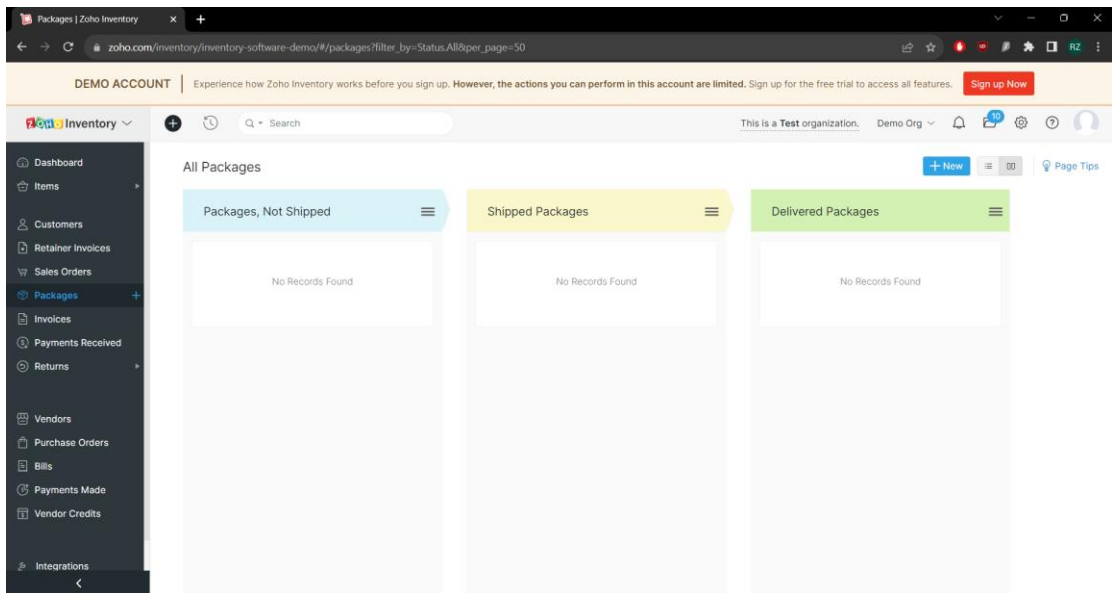 Packages | Zoho Inventory
zoho.com/inventory/inventory-software-demo/#/packages?filter_by=Status.All&per_page=50
RZ
DEMO ACCOUNT Experience how Zoho Inventory works before you sign up. However, the actions you can perform in this account are limited. Sign up for the free trial to access all features. Sign up Now
ZOHO Inventory
Search
This is a Test organization. Demo Org 10
Dashboard
Items
Customers
Retainer Invoices
Sales Orders
Packages
Invoices
Payments Received
Returns
Vendors
Purchase Orders
Bills
Payments Made
Vendor Credits
Integrations
All Packages
+ New
Page Tips
Packages, Not Shipped
Shipped Packages
Delivered Packages
No Records Found
No Records Found
No Records Found